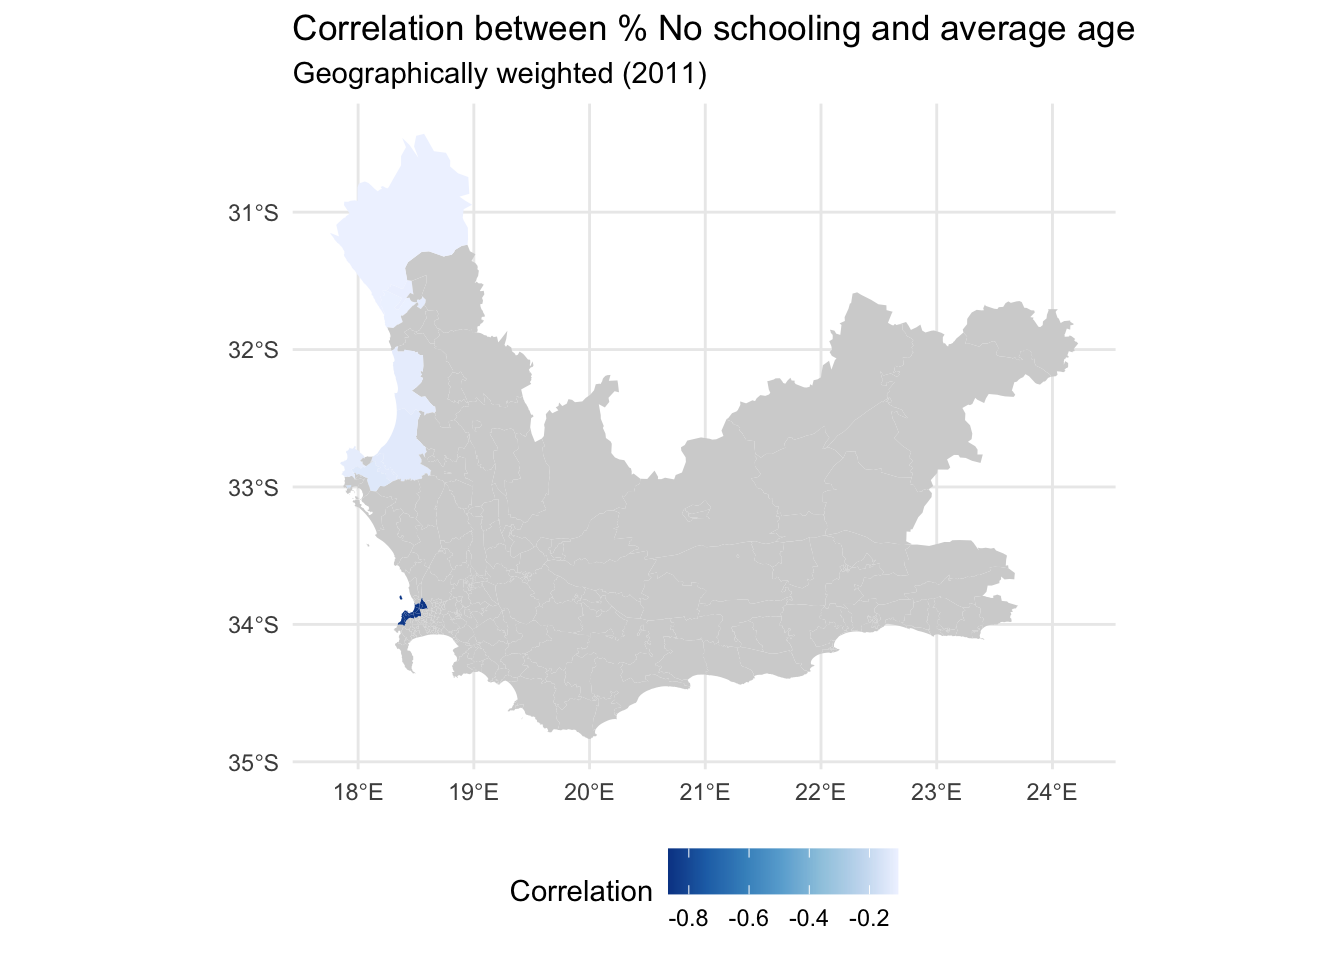 Correlation between % No schooling and average age
Geographically weighted (2011)
31°S
32°S
33°S
34°S
35°S
18°E 19°E 20°E 21°E 22°E 23°E 24°E
Correlation
-0.8 -0.6 -0.4 -0.2